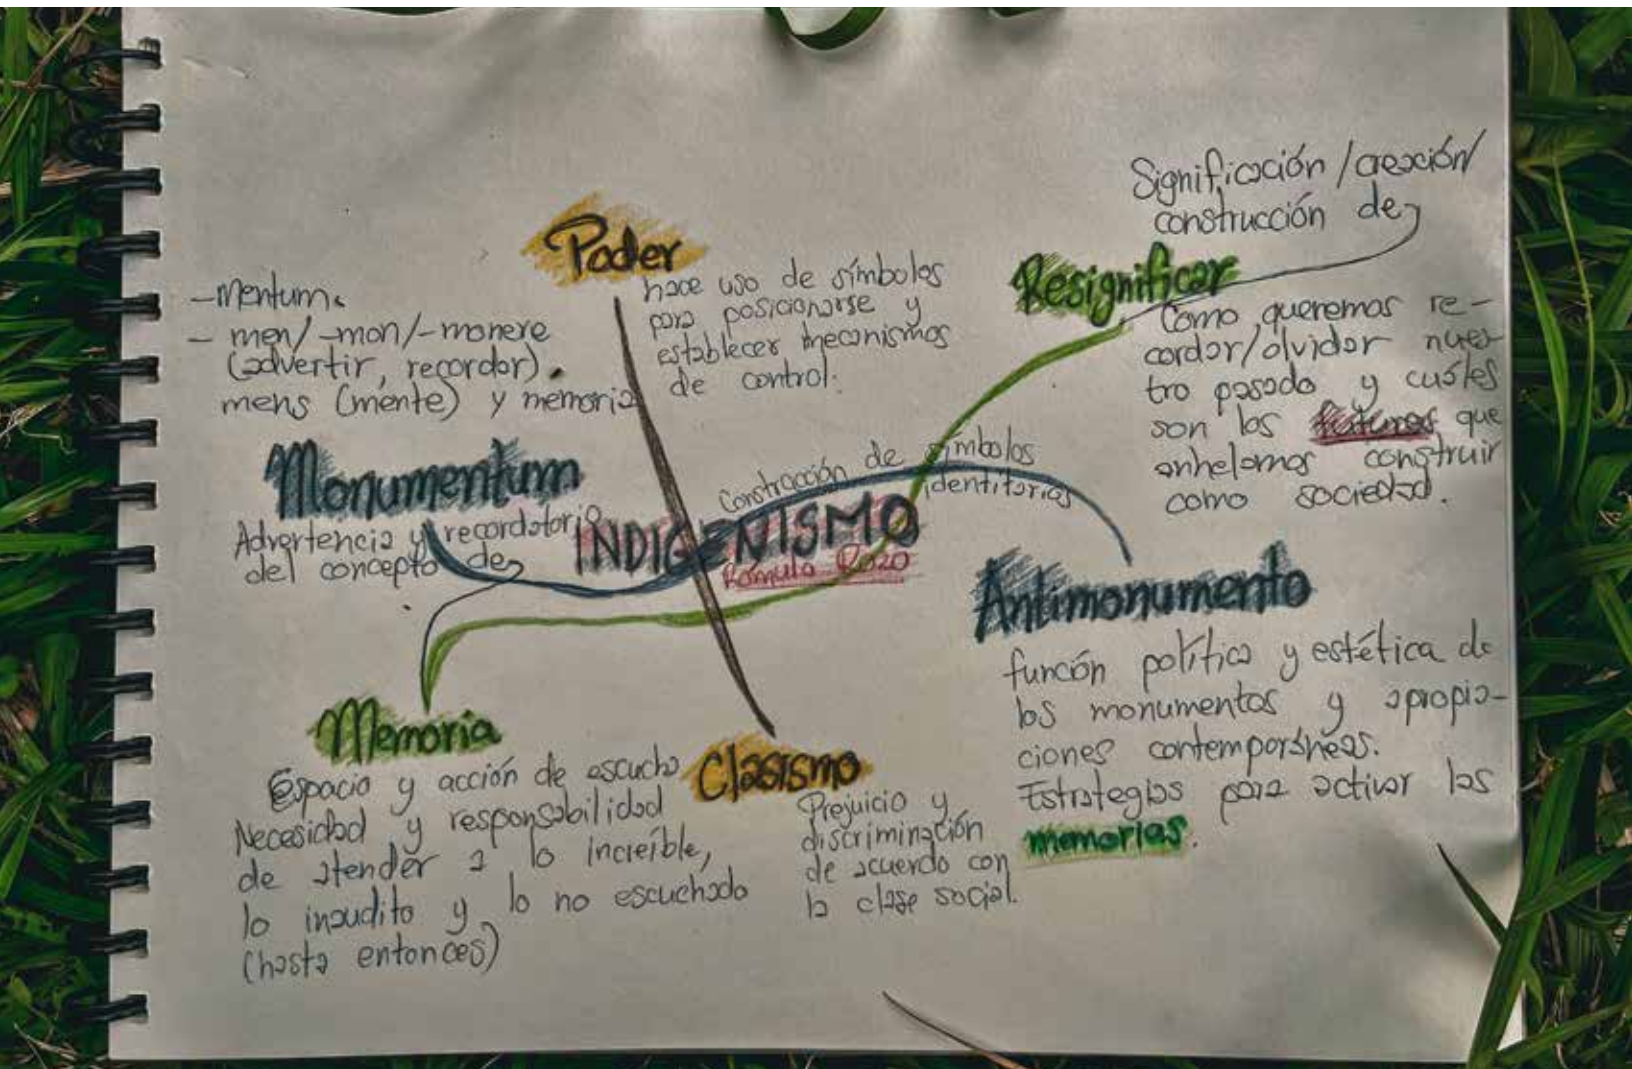 Significación / creación/
construcción de
Poder
hace uso de símbolos
para posicionarse y
establecer mecanismos
de control.
Resignificar
Como queremos re-
cordar/olvidar nues-
tro pasado y cuáles
son los futuros que
anhelamos construir
como sociedad.
-Mentum.
- men/-mon/-monere
(advertir, recordar).
mens (mente) y memoria
Monumentum
Advertencia y recordatorio
del concepto de
Construcción de símbolos
identitarios
INDIGENISMO
Rómulo Rozo
Antimonumento
función política y estética de
los monumentos y apropia-
ciones contemporáneas.
Estrategias para activar las
memorias.
Memoria
Espacio y acción de escucha
Necesidad y responsabilidad
de atender a lo increíble,
lo inaudito y lo no escuchado
(hasta entonces)
Clasismo
Prejuicio y
discriminación
de acuerdo con
la clase social.